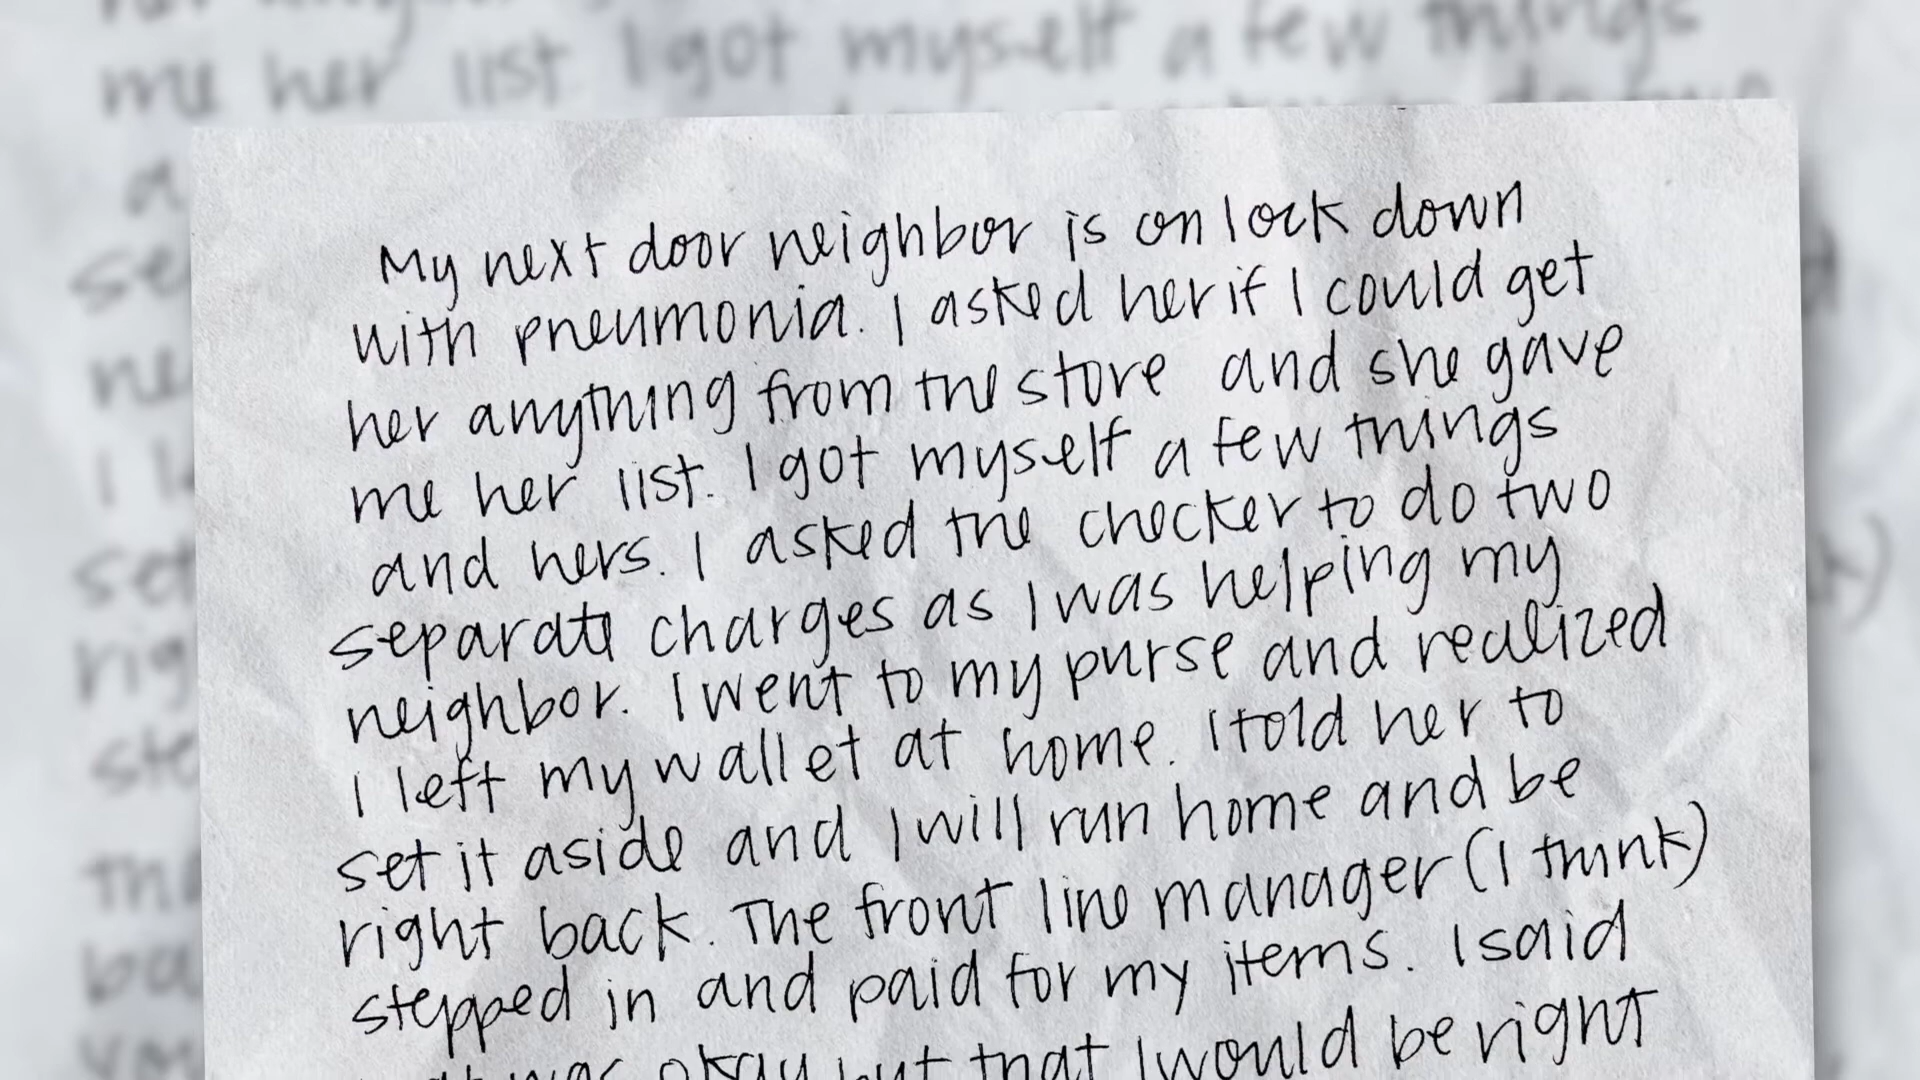 My next door neighbor is on lock down
with pneumonia. I asked her if I could get
her anything from the store and she gave
me her list. I got myself a few things
and hers. I asked the checker to do two
separate charges as I was helping my
neighbor. I went to my purse and realized
I left my wallet at home. I told her to
set it aside and I will run home and be
right back. The front line manager (I think)
stepped in and paid for my items. I said
was okay but that I would be right